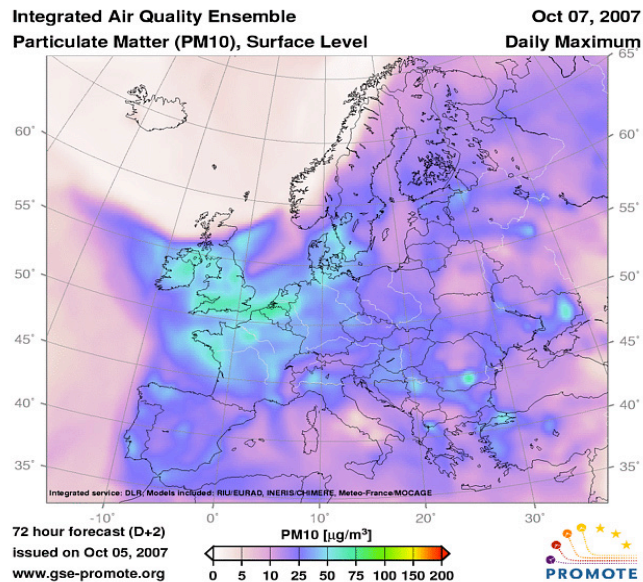 Integrated Air Quality Ensemble
Oct 07, 2007
Particulate Matter (PM10), Surface Level
Daily Maximum
65°
60°
60°
55°
55°
50°
50°
45°
45°
40°
40°
35°
35°
Integrated service: DLR; Models included: RIU/EURAD, INERIS/CHIMERE, Meteo-France/MOCAGE
-10° 0° 10° 20° 30°
72 hour forecast (D+2)
issued on Oct 05, 2007
www.gse-promote.org
PM10 [μg/m³]
0 5 10 25 50 75 100 150 200
PROMOTE